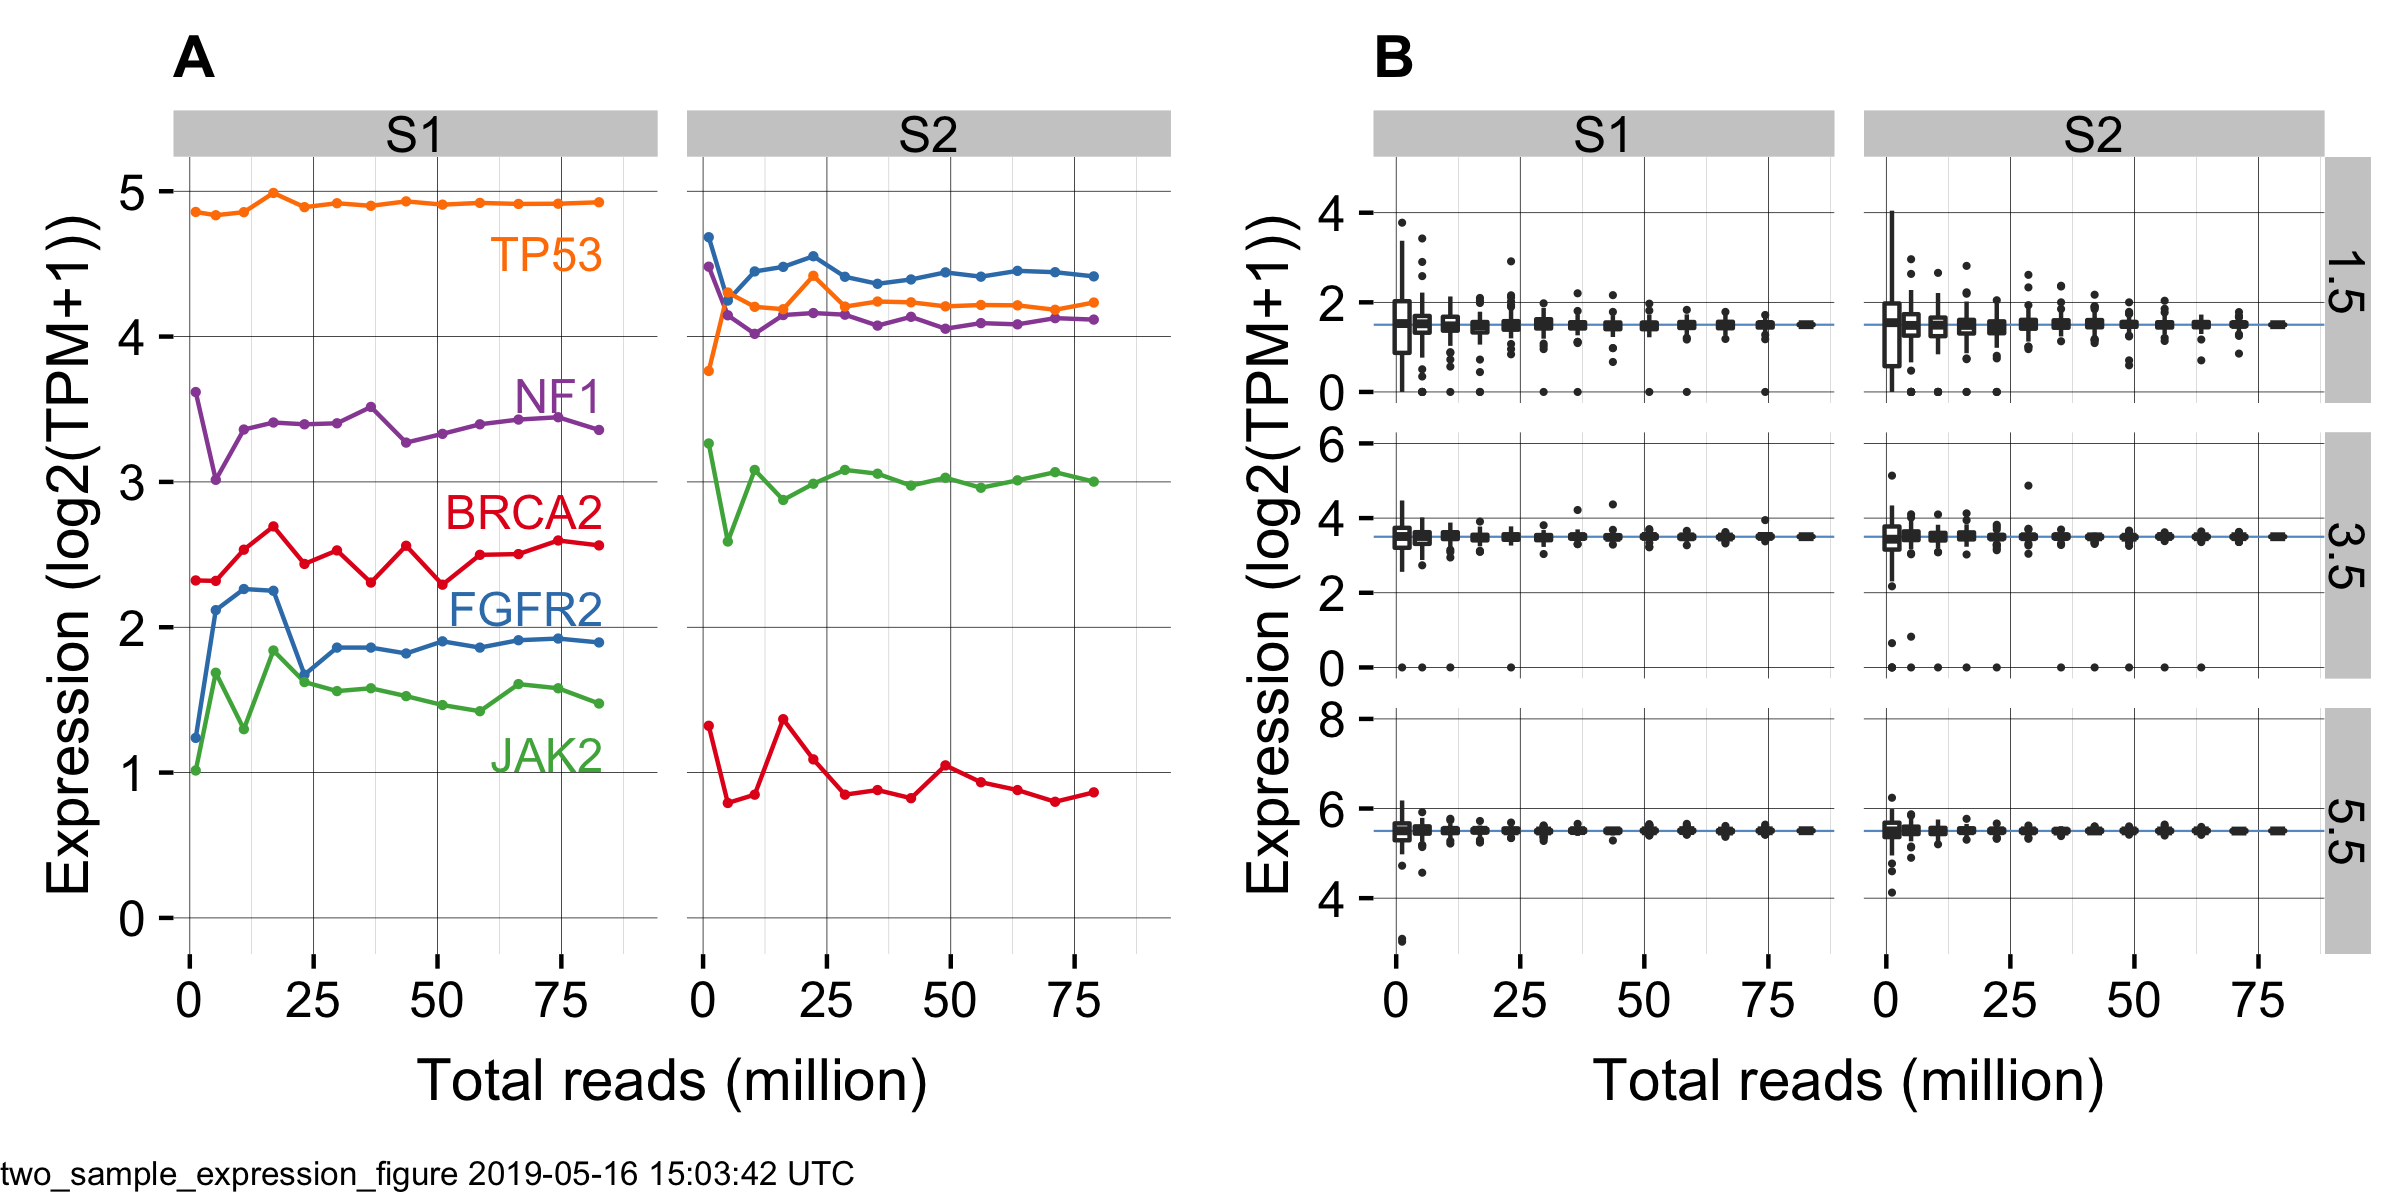 A
B
S1
S2
S1
S2
Expression (log2(TPM+1))
5
4
3
2
1
0
TP53
NF1
BRCA2
FGFR2
JAK2
0 25 50 75
0 25 50 75
Total reads (million)
Expression (log2(TPM+1))
4
2
0
1.5
6
4
2
0
3.5
8
6
4
5.5
0 25 50 75
0 25 50 75
Total reads (million)
two_sample_expression_figure 2019-05-16 15:03:42 UTC